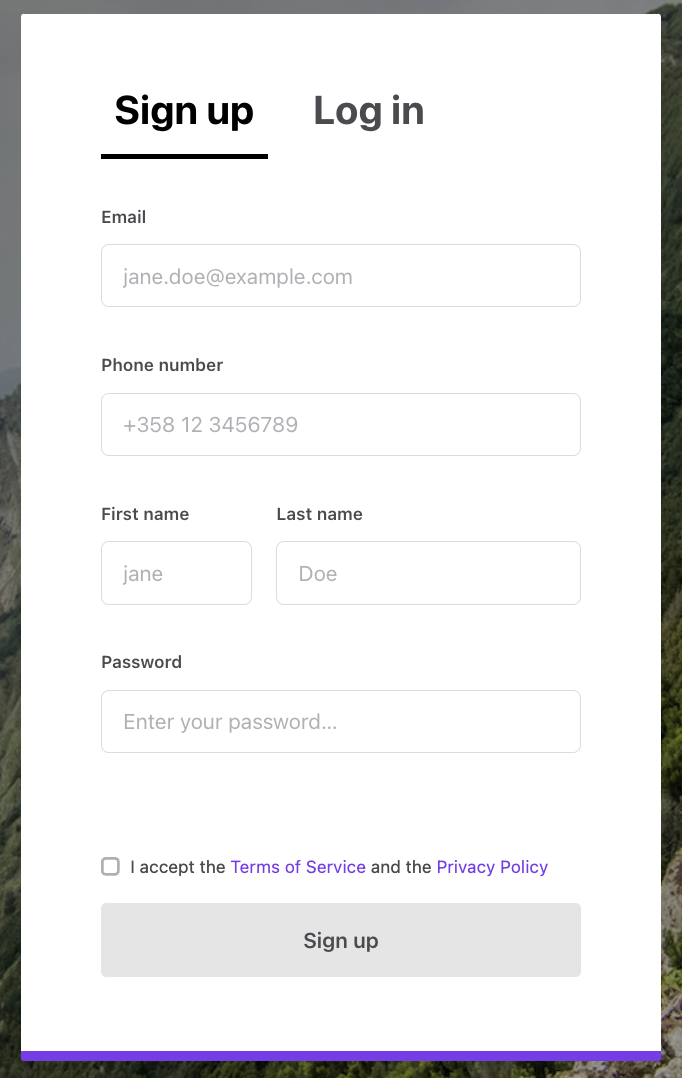 Sign up Log in
Email
jane.doe@example.com
Phone number
+358 12 3456789
First name Last name
jane Doe
Password
Enter your password...
I accept the Terms of Service and the Privacy Policy
Sign up